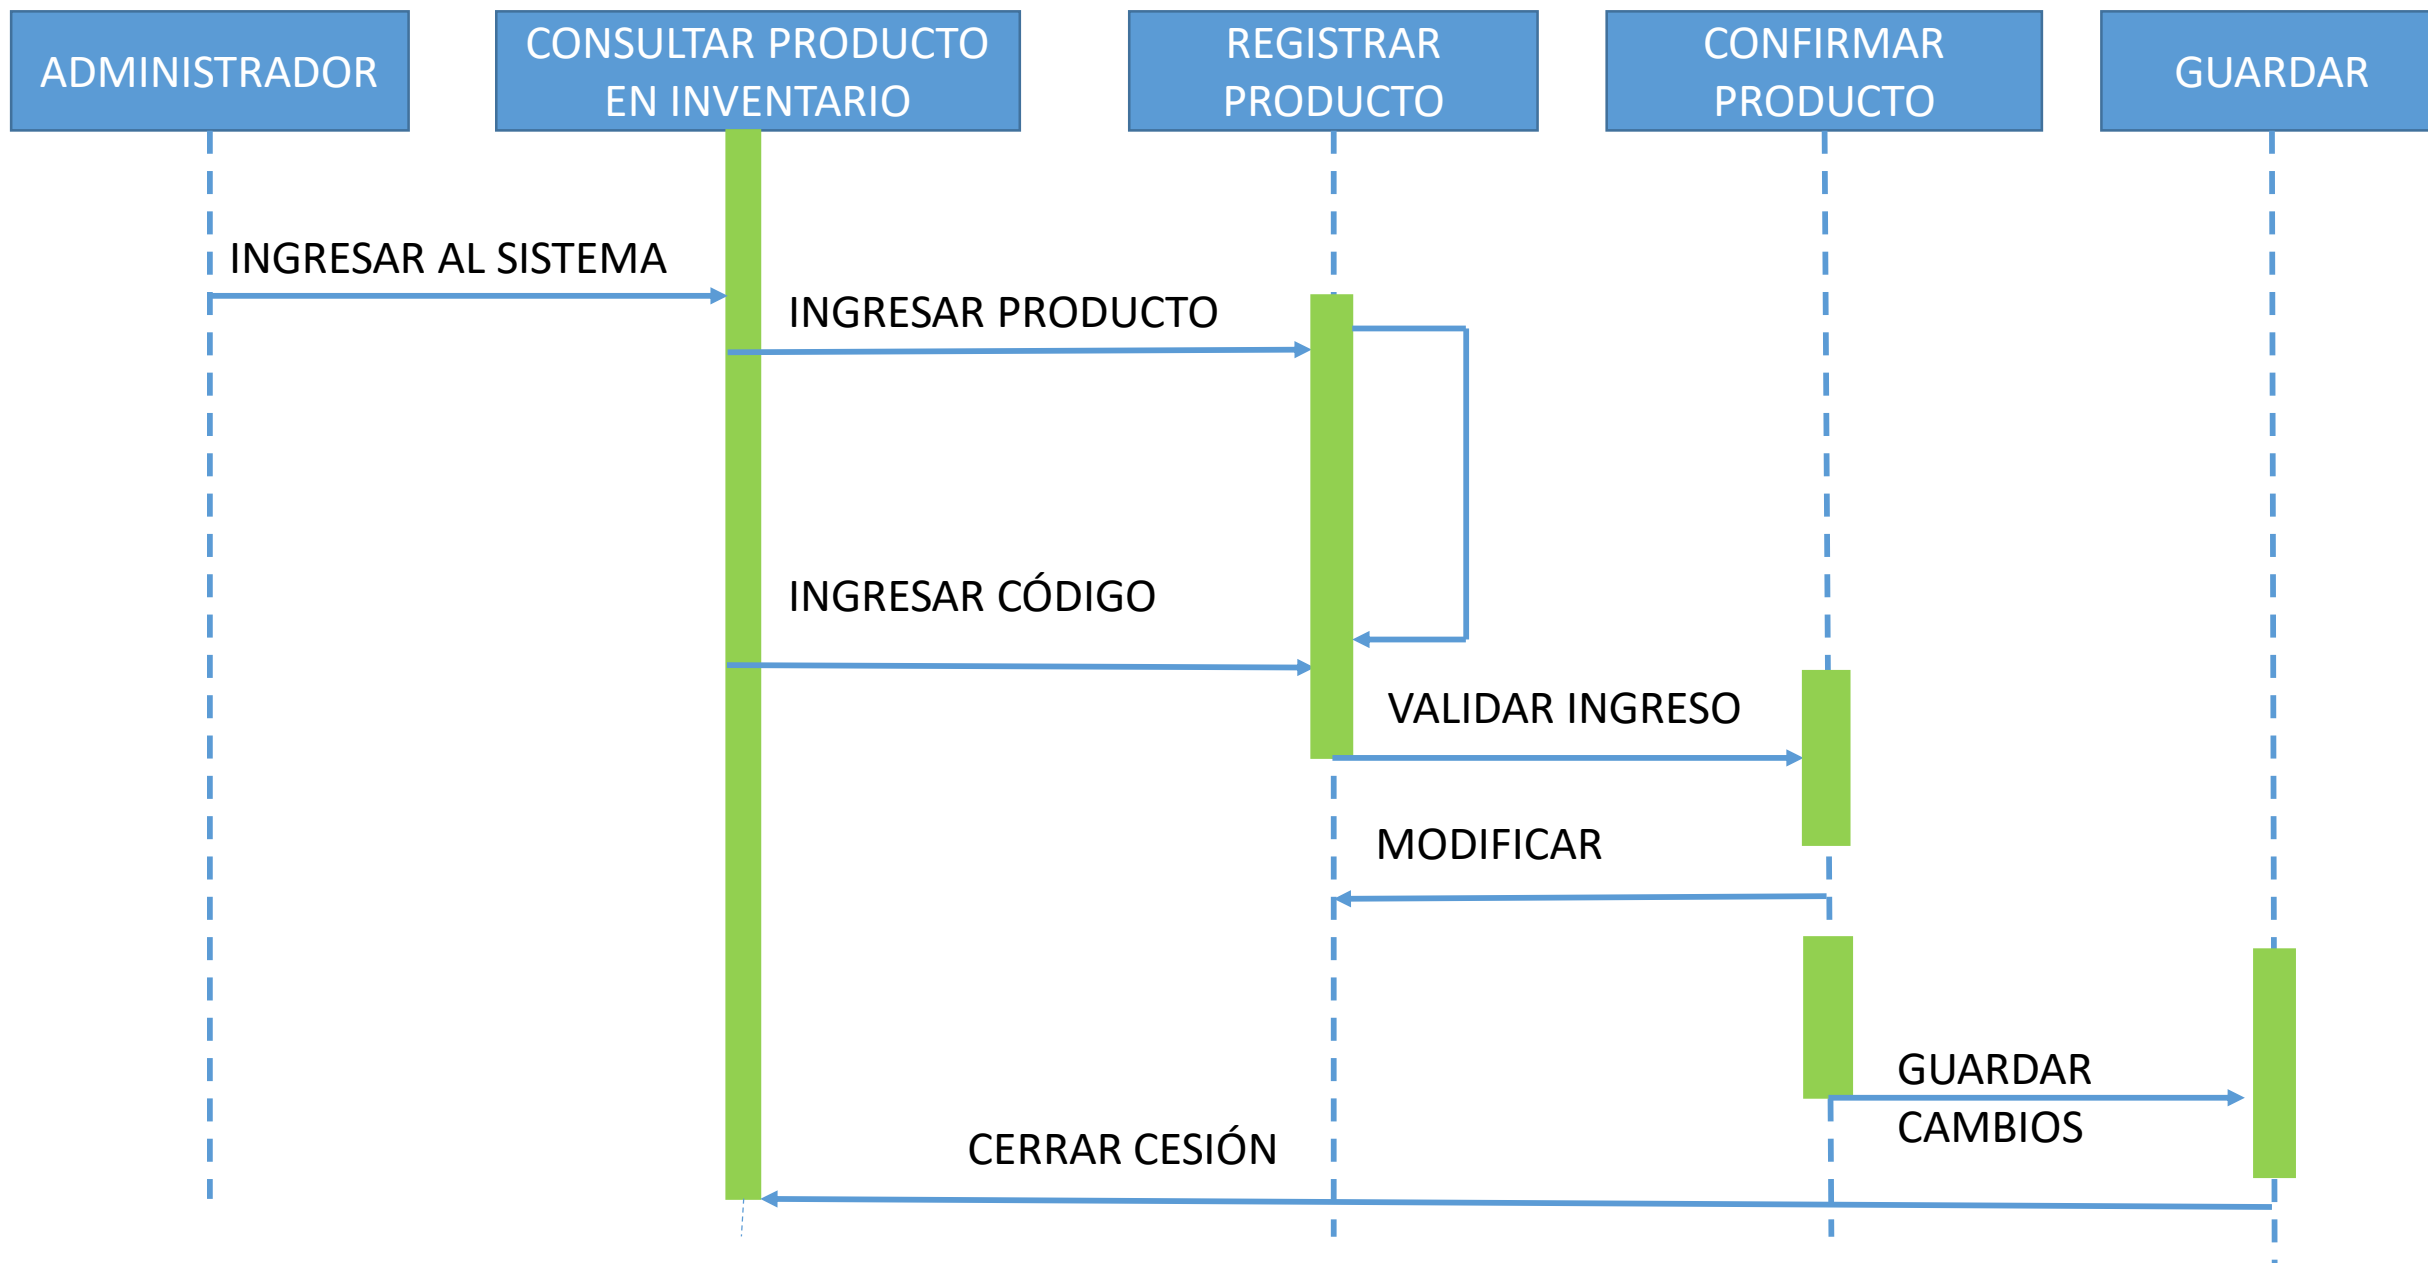 ADMINISTRADOR
CONSULTAR PRODUCTO
EN INVENTARIO
REGISTRAR
PRODUCTO
CONFIRMAR
PRODUCTO
GUARDAR
INGRESAR AL SISTEMA
INGRESAR PRODUCTO
INGRESAR CÓDIGO
VALIDAR INGRESO
MODIFICAR
GUARDAR
CAMBIOS
CERRAR CESIÓN